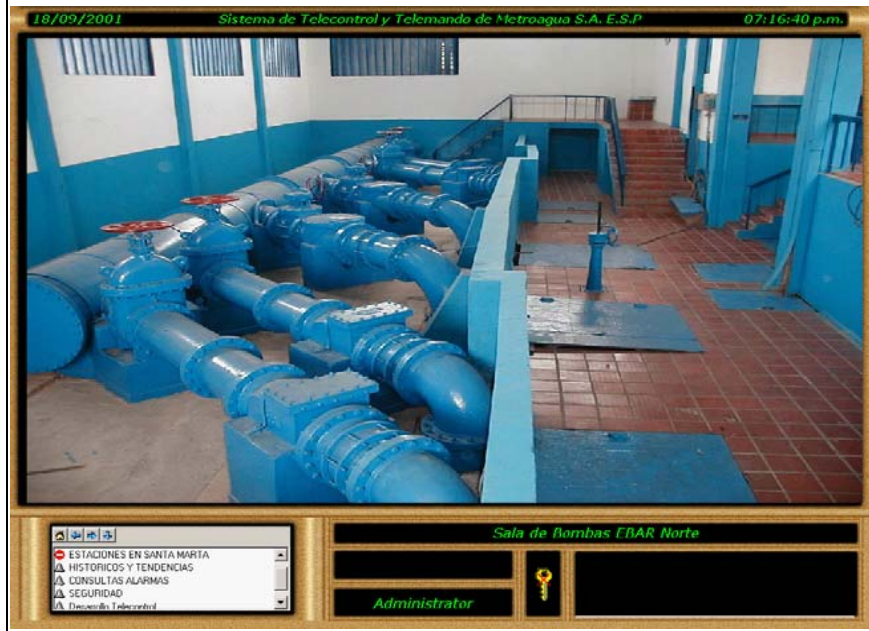 18/09/2001 Sistema de Telecontrol y Telemando de Metroagua S.A. E.S.P 07:16:40 p.m.
Sala de Bombas EBAR Norte
ESTACIONES EN SANTA MARTA
HISTORICOS Y TENDENCIAS
CONSULTAS ALARMAS
SEGURIDAD
Desarrollo Telecontrol
Administrator